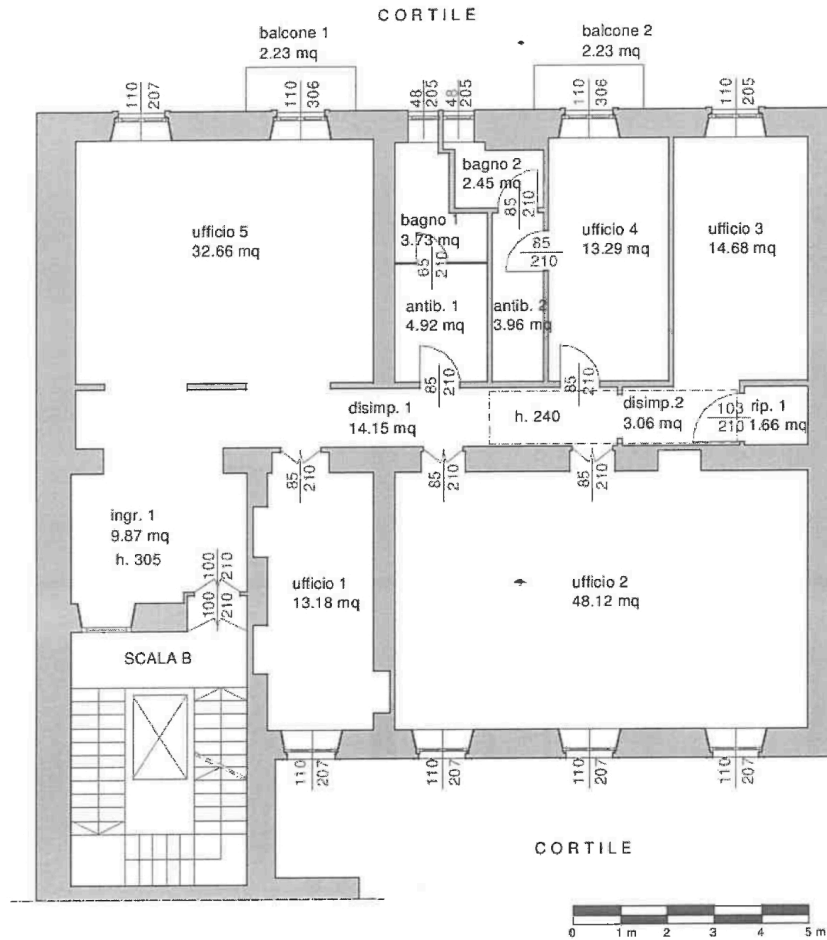 CORTILE
balcone 1
2.23 mq
balcone 2
2.23 mq
110
207
110
306
48
205
48
205
110
306
110
205
ufficio 5
32.66 mq
bagno 2
2.45 mq
85
210
bagno 1
3.73 mq
65
210
85
210
ufficio 4
13.29 mq
ufficio 3
14.68 mq
antib. 1
4.92 mq
antib. 2
3.96 mq
85
210
85
210
disimp. 1
14.15 mq
h. 240
disimp.2
3.06 mq
103
210
rip. 1
1.66 mq
85
210
85
210
85
210
ingr. 1
9.87 mq
h. 305
100
210
100
210
ufficio 1
13.18 mq
ufficio 2
48.12 mq
SCALA B
110
207
110
207
110
207
110
207
CORTILE
0 1 m 2 3 4 5 m